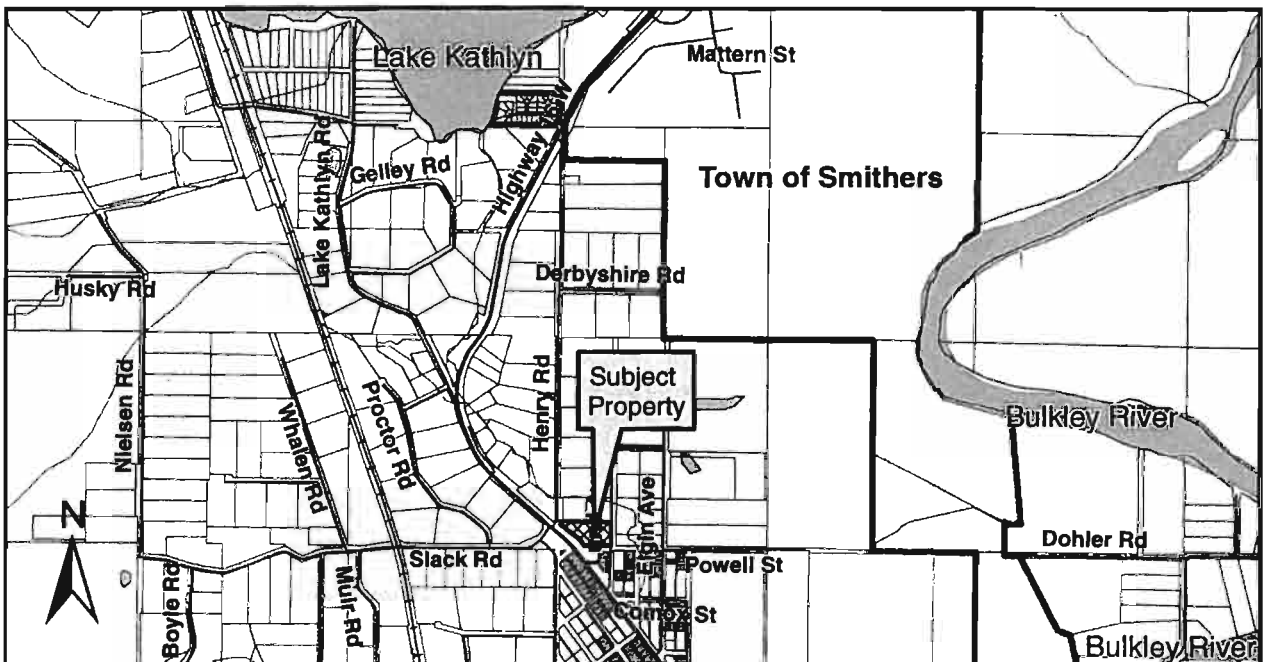 Lake Kathlyn
Mattern St
Highway 16 W
Lake Kathlyn Rd
Gelley Rd
Town of Smithers
Husky Rd
Derbyshire Rd
Nielsen Rd
Whalen Rd
Proctor Rd
Henry Rd
Subject
Property
Bulkley River
N
Elgin Ave
Slack Rd
Powell St
Dohler Rd
Boyle Rd
Muir Rd
Comox St
Bulkley River